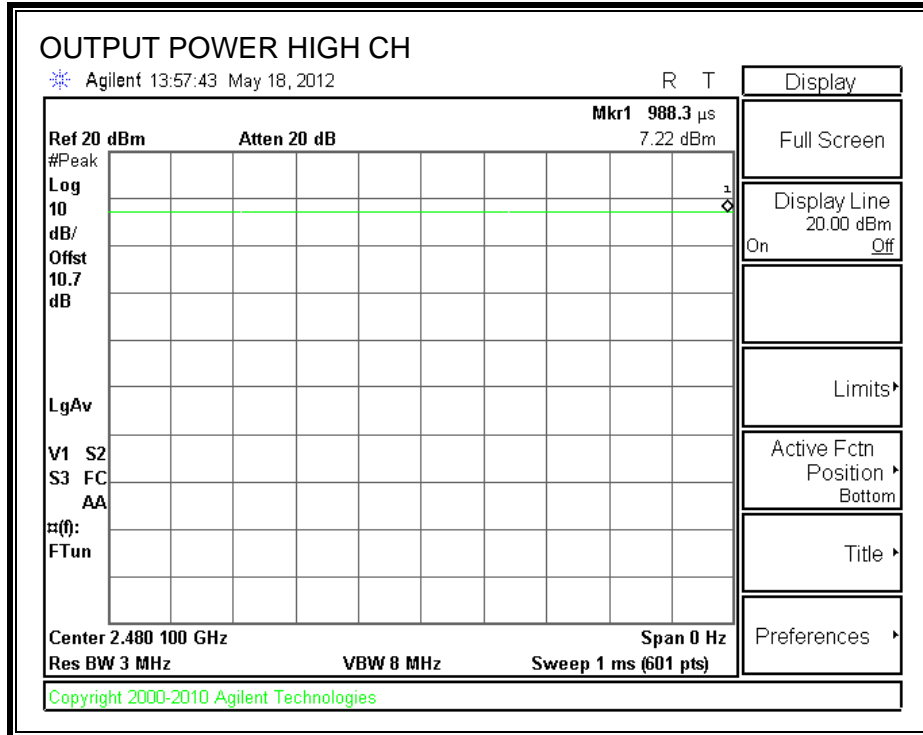 OUTPUT POWER HIGH CH
Agilent 13:57:43 May 18, 2012
R T
Mkr1 988.3 µs
7.22 dBm
Ref 20 dBm
Atten 20 dB
#Peak
Log
10
dB/
Offst
10.7
dB
1
LgAv
V1 S2
S3 FC
AA
¤(f):
FTun
Center 2.480 100 GHz
Span 0 Hz
Res BW 3 MHz
VBW 8 MHz
Sweep 1 ms (601 pts)
Copyright 2000-2010 Agilent Technologies
Display
Full Screen
Display Line
20.00 dBm
On Off
Limits
Active Fctn
Position
Bottom
Title
Preferences